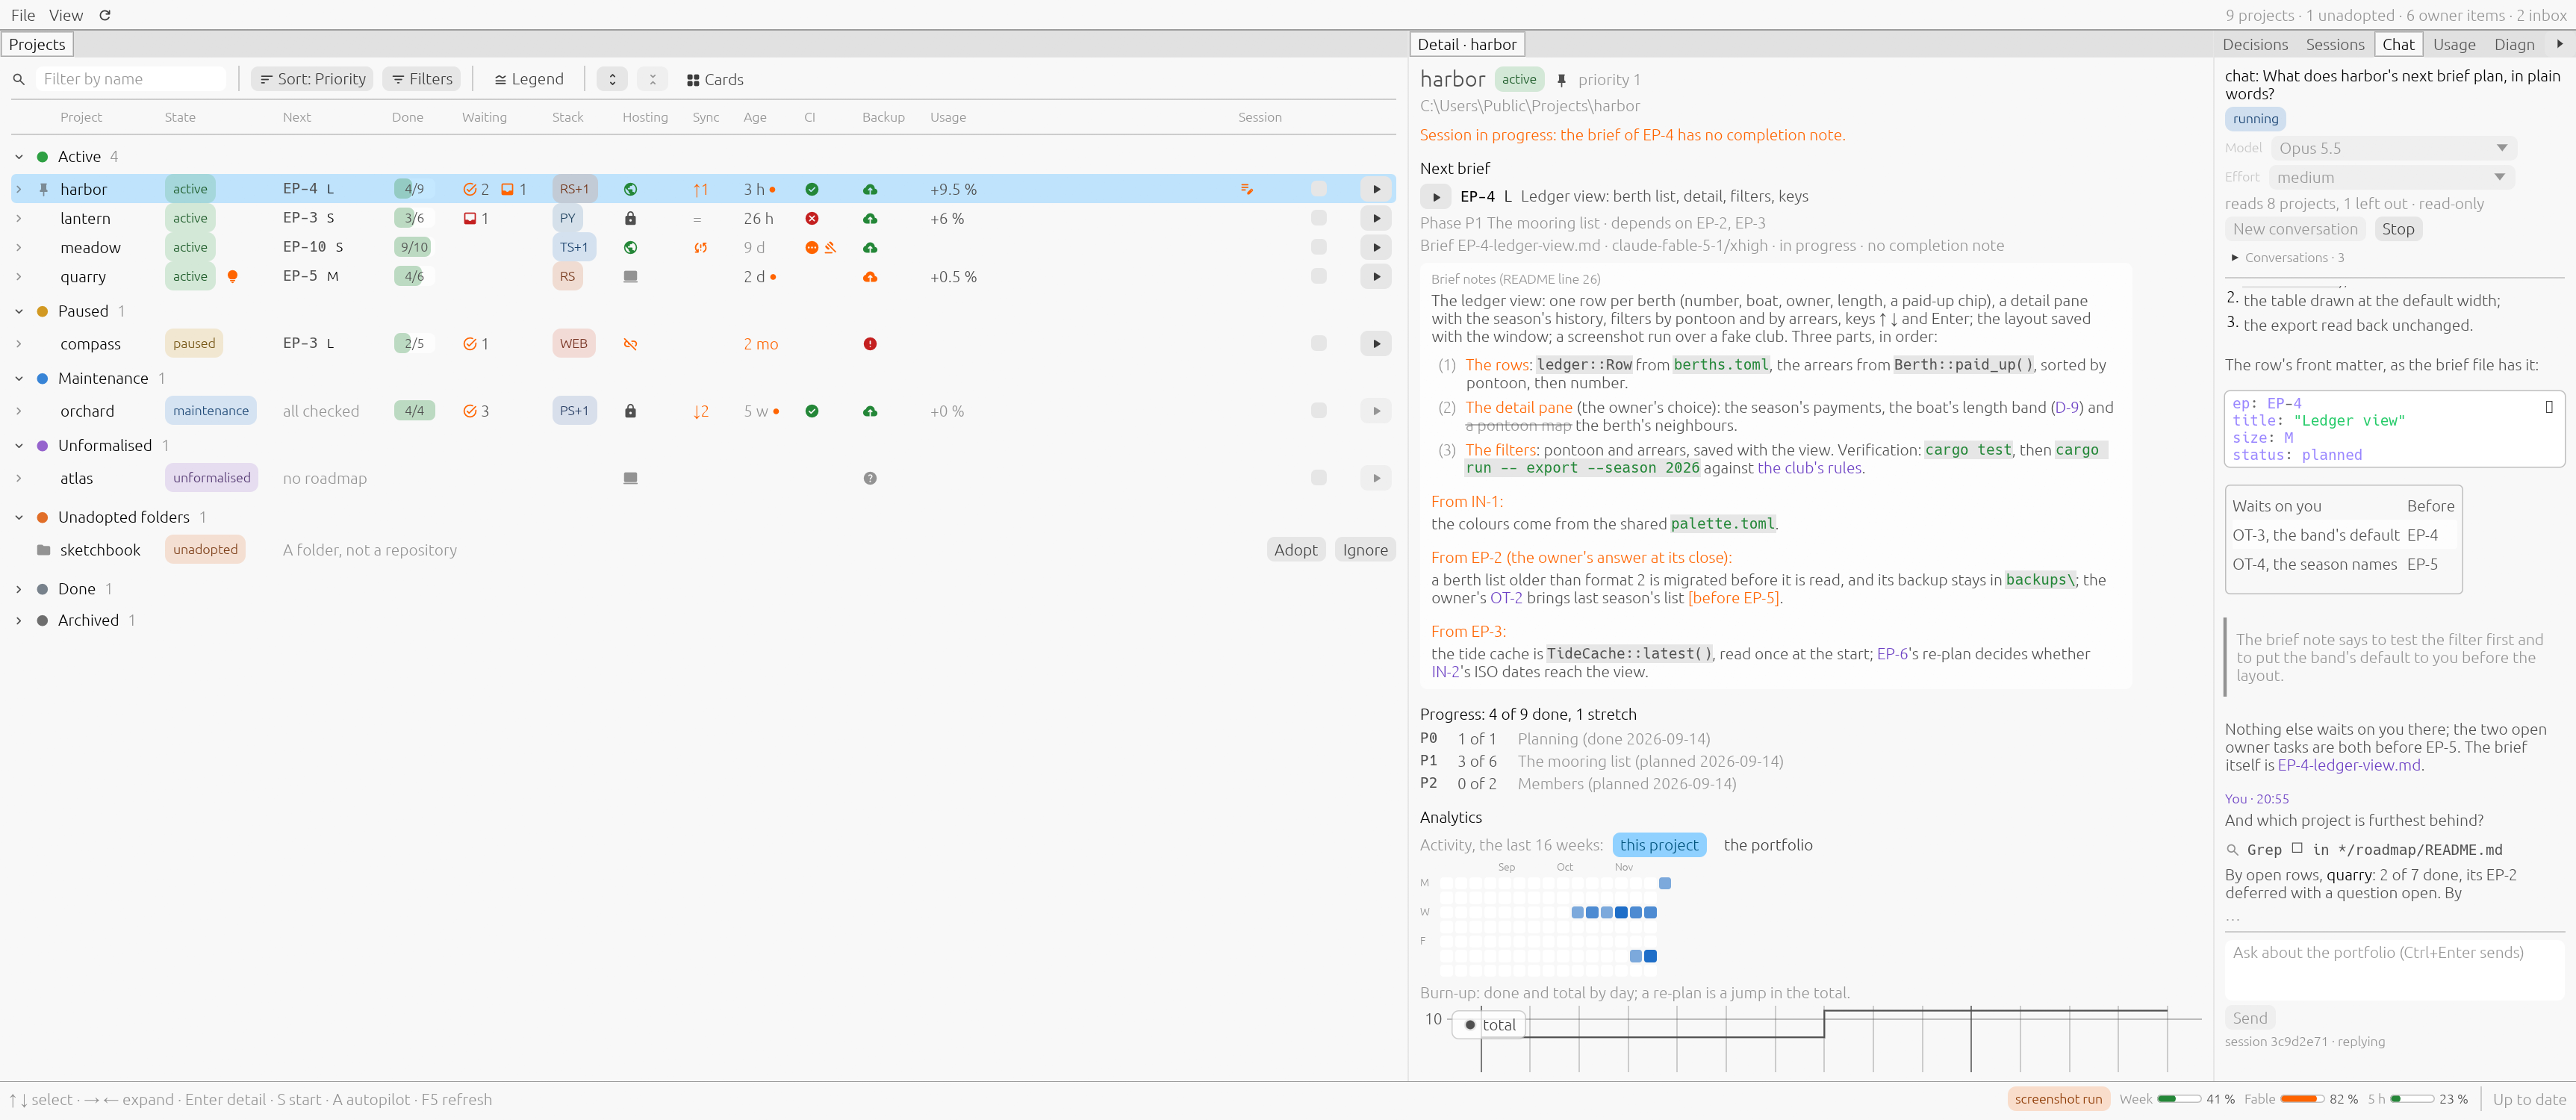 File View
9 projects · 1 unadopted · 6 owner items · 2 inbox
Projects
Filter by name
Sort: Priority
Filters
Legend
Cards
Project State Next Done Waiting Stack Hosting Sync Age CI Backup Usage Session
Active 4
harbor active EP-4 L 4/9 2 1 RS+1 ↑1 3 h +9.5 %
lantern active EP-3 S 3/6 1 PY = 26 h +6 %
meadow active EP-10 S 9/10 TS+1 9 d
quarry active EP-5 M 4/6 RS 2 d +0.5 %
Paused 1
compass paused EP-3 L 2/5 1 WEB 2 mo
Maintenance 1
orchard maintenance all checked 4/4 3 PS+1 ↓2 5 w +0 %
Unformalised 1
atlas unformalised no roadmap
Unadopted folders 1
sketchbook unadopted A folder, not a repository Adopt Ignore
Done 1
Archived 1
Detail · harbor
harbor active priority 1
C:\Users\Public\Projects\harbor
Session in progress: the brief of EP-4 has no completion note.
Next brief
EP-4 L Ledger view: berth list, detail, filters, keys
Phase P1 The mooring list · depends on EP-2, EP-3
Brief EP-4-ledger-view.md · claude-fable-5-1/xhigh · in progress · no completion note
Brief notes (README line 26)
The ledger view: one row per berth (number, boat, owner, length, a paid-up chip), a detail pane
with the season's history, filters by pontoon and by arrears, keys ↑↓ and Enter; the layout saved
with the window; a screenshot run over a fake club. Three parts, in order:
(1) The rows: ledger::Row from berths.toml, the arrears from Berth::paid_up(), sorted by
pontoon, then number.
(2) The detail pane (the owner's choice): the season's payments, the boat's length band (D-9) and
a pontoon map the berth's neighbours.
(3) The filters: pontoon and arrears, saved with the view. Verification: cargo test, then cargo
run -- export --season 2026 against the club's rules.
From IN-1:
the colours come from the shared palette.toml.
From EP-2 (the owner's answer at its close):
a berth list older than format 2 is migrated before it is read, and its backup stays in backups\; the
owner's OT-2 brings last season's list [before EP-5].
From EP-3:
the tide cache is TideCache::latest(), read once at the start; EP-6's re-plan decides whether
IN-2's ISO dates reach the view.
Progress: 4 of 9 done, 1 stretch
P0 1 of 1 Planning (done 2026-09-14)
P1 3 of 6 The mooring list (planned 2026-09-14)
P2 0 of 2 Members (planned 2026-09-14)
Analytics
Activity, the last 16 weeks: this project the portfolio
Sep Oct Nov
M
W
F
Burn-up: done and total by day; a re-plan is a jump in the total.
10
total
Decisions Sessions Chat Usage Diagn
chat: What does harbor's next brief plan, in plain
words?
running
Model Opus 5.5
Effort medium
reads 8 projects, 1 left out · read-only
New conversation Stop
Conversations · 3
2. the table drawn at the default width;
3. the export read back unchanged.
The row's front matter, as the brief file has it:
ep: EP-4
title: "Ledger view"
size: M
status: planned
Waits on you Before
OT-3, the band's default EP-4
OT-4, the season names EP-5
The brief note says to test the filter first and
to put the band's default to you before the
layout.
Nothing else waits on you there; the two open
owner tasks are both before EP-5. The brief
itself is EP-4-ledger-view.md.
You · 20:55
And which project is furthest behind?
Grep in */roadmap/README.md
By open rows, quarry: 2 of 7 done, its EP-2
deferred with a question open. By
…
Ask about the portfolio (Ctrl+Enter sends)
Send
session 3c9d2e71 · replying
↑↓ select · →← expand · Enter detail · S start · A autopilot · F5 refresh
screenshot run Week 41 % Fable 82 % 5 h 23 % Up to date